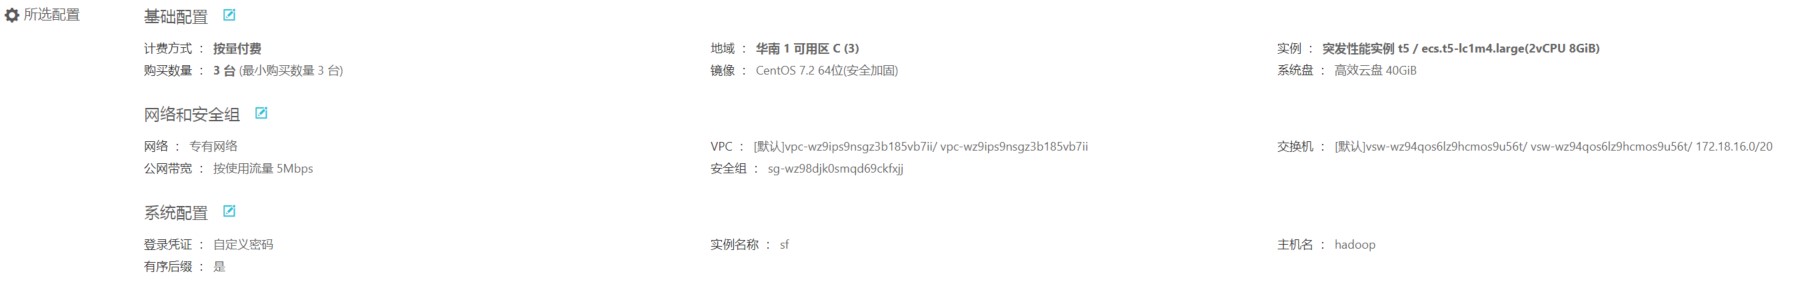 所选配置
基础配置
计费方式 ： 按量付费
地域 ： 华南 1 可用区 C (3)
实例 ： 突发性能实例 t5 / ecs.t5-lc1m4.large(2vCPU 8GiB)
购买数量 ： 3 台 (最小购买数量 3 台)
镜像 ： CentOS 7.2 64位(安全加固)
系统盘 ： 高效云盘 40GiB
网络和安全组
网络 ： 专有网络
VPC ： [默认]vpc-wz9ips9nsgz3b185vb7ii/ vpc-wz9ips9nsgz3b185vb7ii
交换机 ： [默认]vsw-wz94qos6lz9hcmos9u56t/ vsw-wz94qos6lz9hcmos9u56t/ 172.18.16.0/20
公网带宽 ： 按使用流量 5Mbps
安全组 ： sg-wz98djk0smqd69ckfxjj
系统配置
登录凭证 ： 自定义密码
实例名称 ： sf
主机名 ： hadoop
有序后缀 ： 是